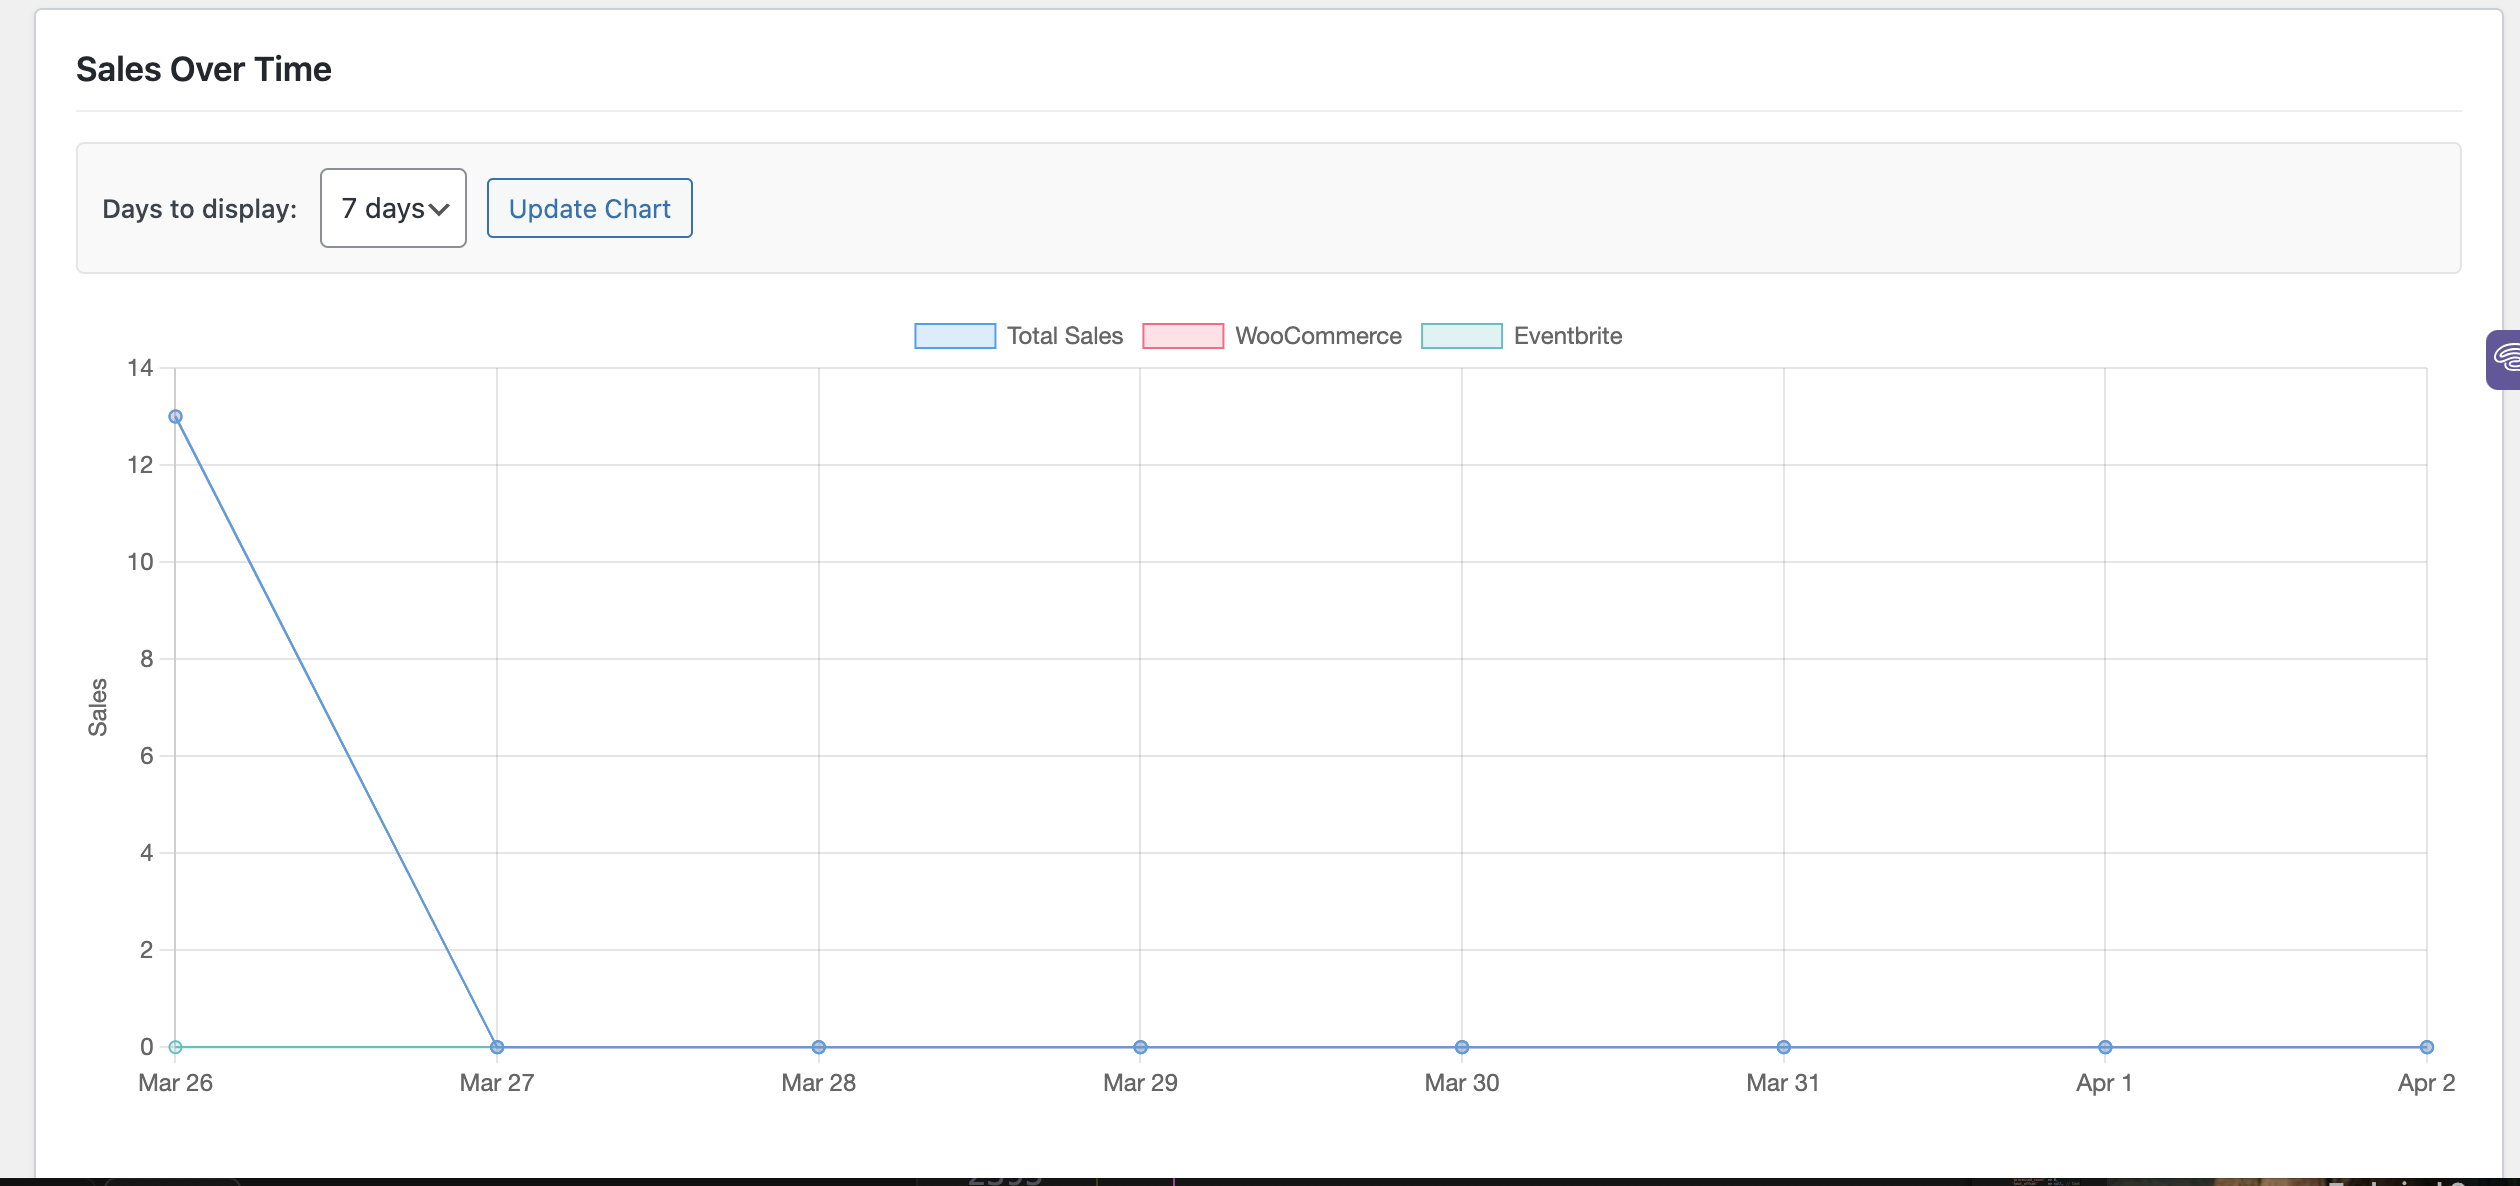 Sales Over Time
Days to display: 7 days Update Chart
Total Sales WooCommerce Eventbrite
14
12
10
8
6
4
2
0
Sales
Mar 26 Mar 27 Mar 28 Mar 29 Mar 30 Mar 31 Apr 1 Apr 2